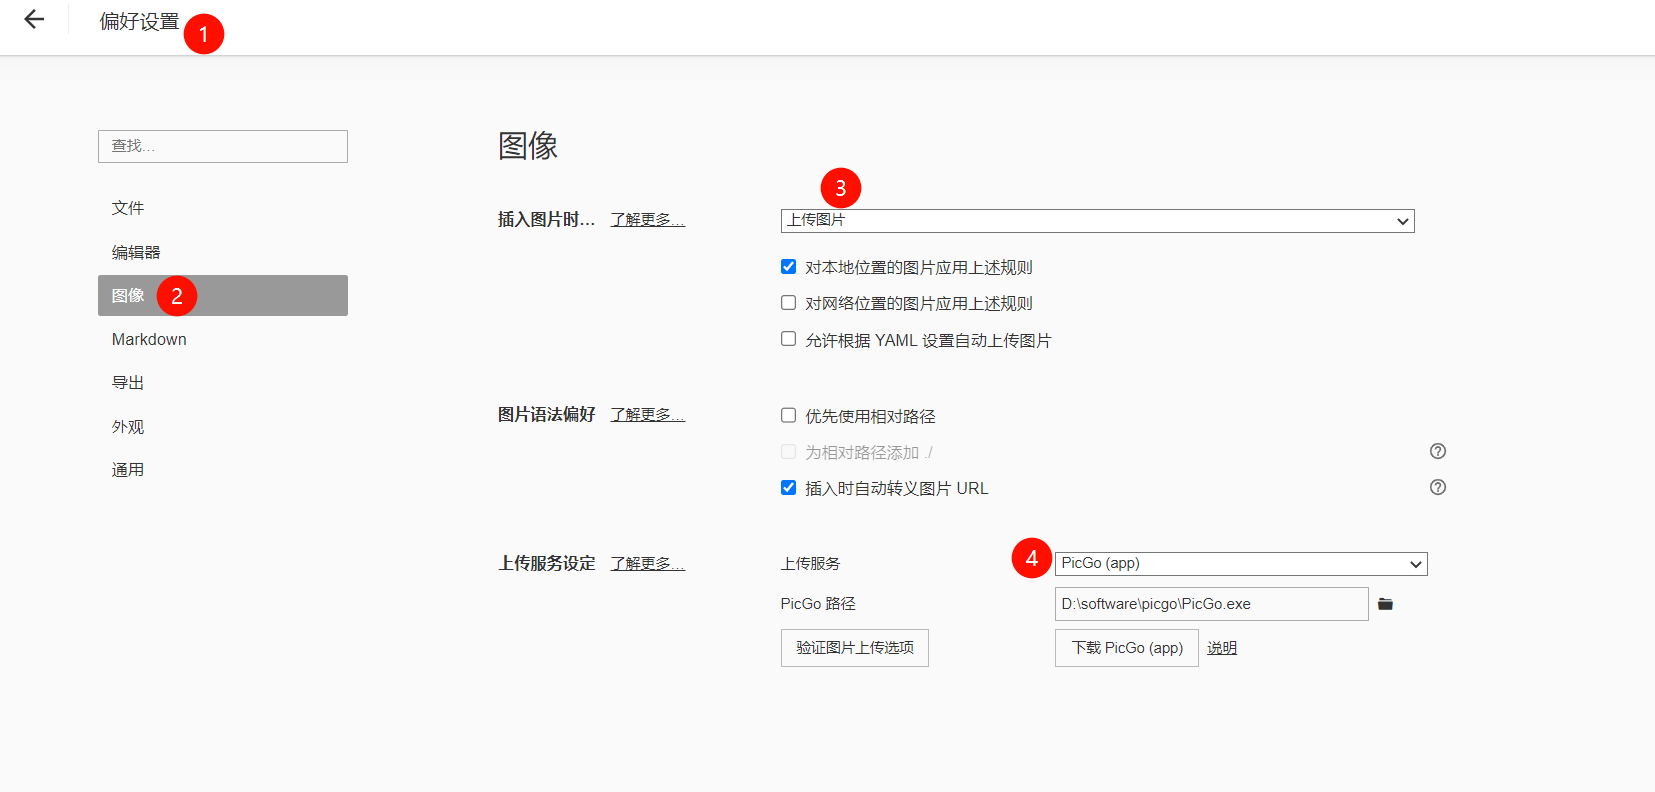 偏好设置 1
查找...
文件
编辑器
图像 2
Markdown
导出
外观
通用
图像
3
插入图片时... 了解更多... 上传图片
对本地位置的图片应用上述规则
对网络位置的图片应用上述规则
允许根据 YAML 设置自动上传图片
图片语法偏好 了解更多... 优先使用相对路径
为相对路径添加 ./
插入时自动转义图片 URL
上传服务设定 了解更多... 上传服务 4 PicGo (app)
PicGo 路径 D:\software\picgo\PicGo.exe
验证图片上传选项 下载 PicGo (app) 说明